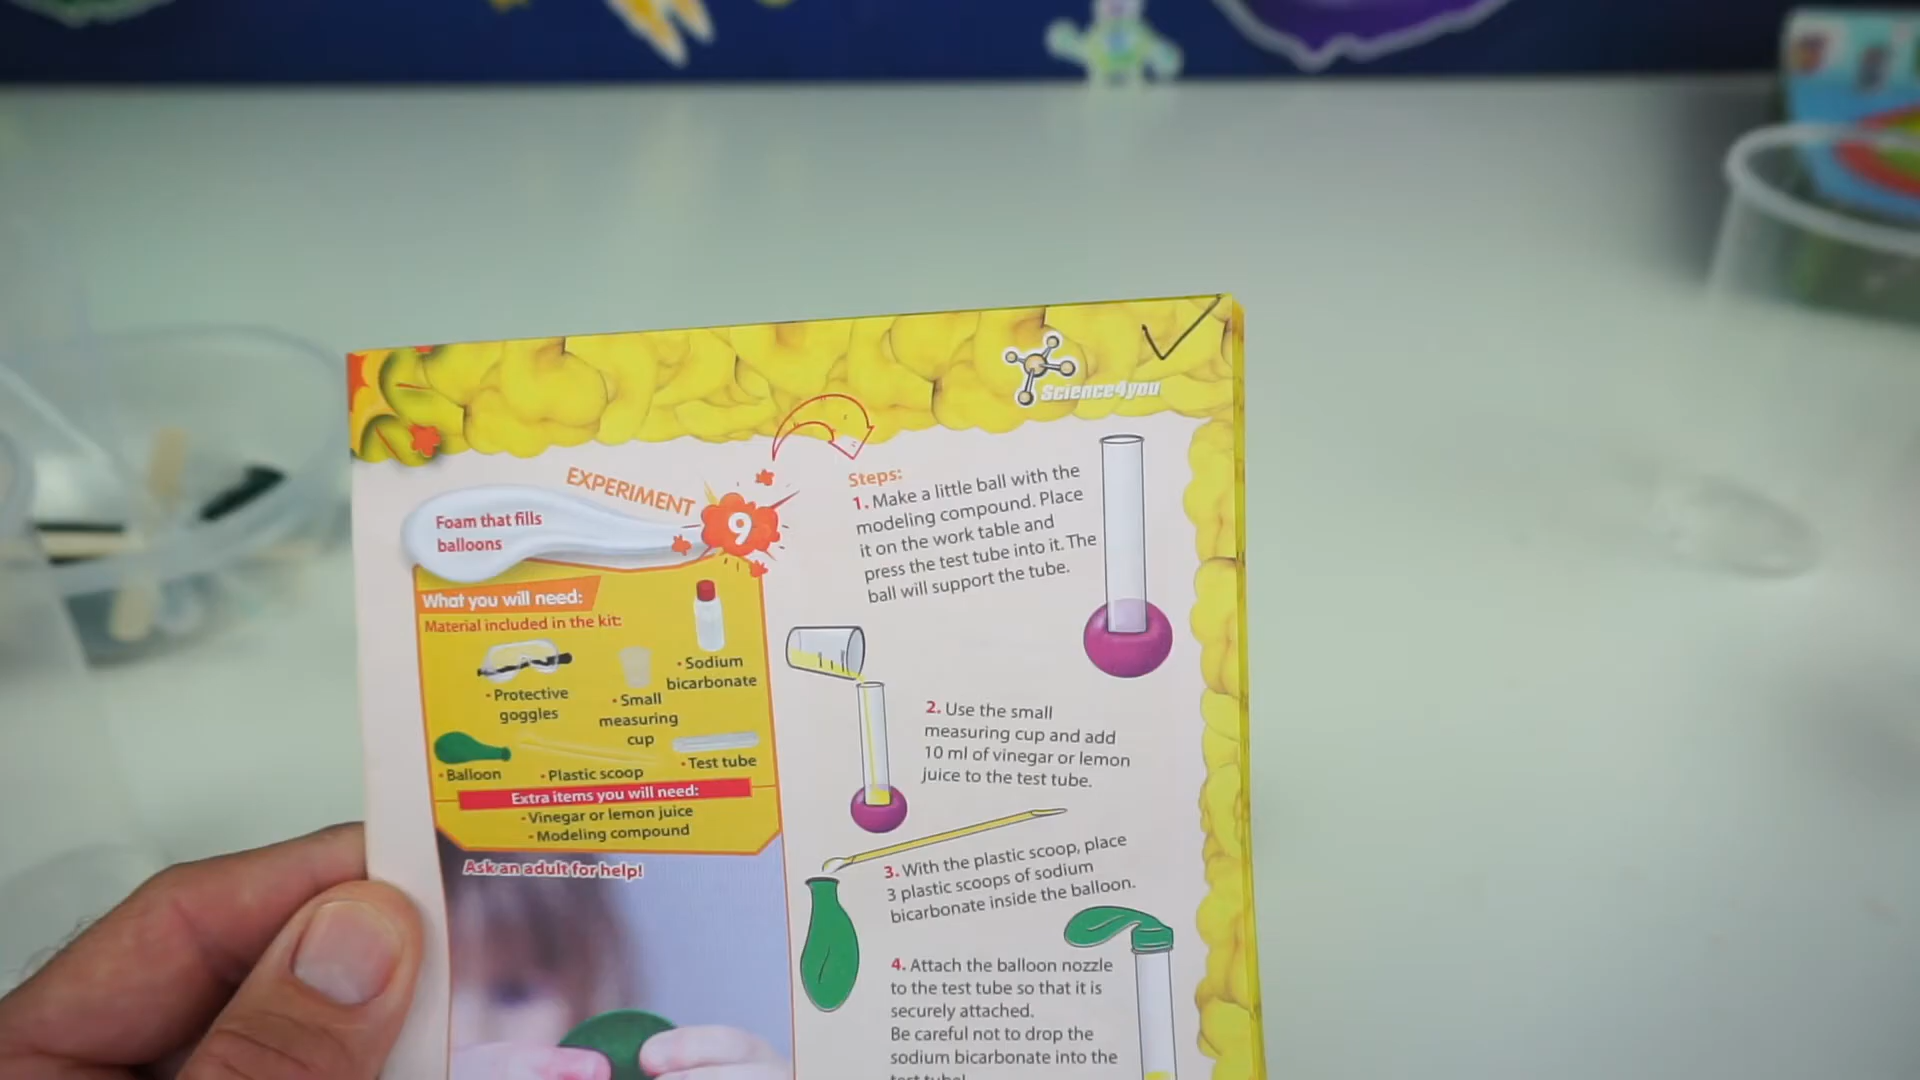 Science4you
EXPERIMENT
9
Foam that fills
balloons
What you will need:
Material included in the kit:
• Protective
goggles
• Small
measuring
cup
• Sodium
bicarbonate
• Balloon
• Plastic scoop
• Test tube
Extra items you will need:
• Vinegar or lemon juice
• Modeling compound
Ask an adult for help!
Steps:
1. Make a little ball with the
modeling compound. Place
it on the work table and
press the test tube into it. The
ball will support the tube.
2. Use the small
measuring cup and add
10 ml of vinegar or lemon
juice to the test tube.
3. With the plastic scoop, place
3 plastic scoops of sodium
bicarbonate inside the balloon.
4. Attach the balloon nozzle
to the test tube so that it is
securely attached.
Be careful not to drop the
sodium bicarbonate into the
test tube!